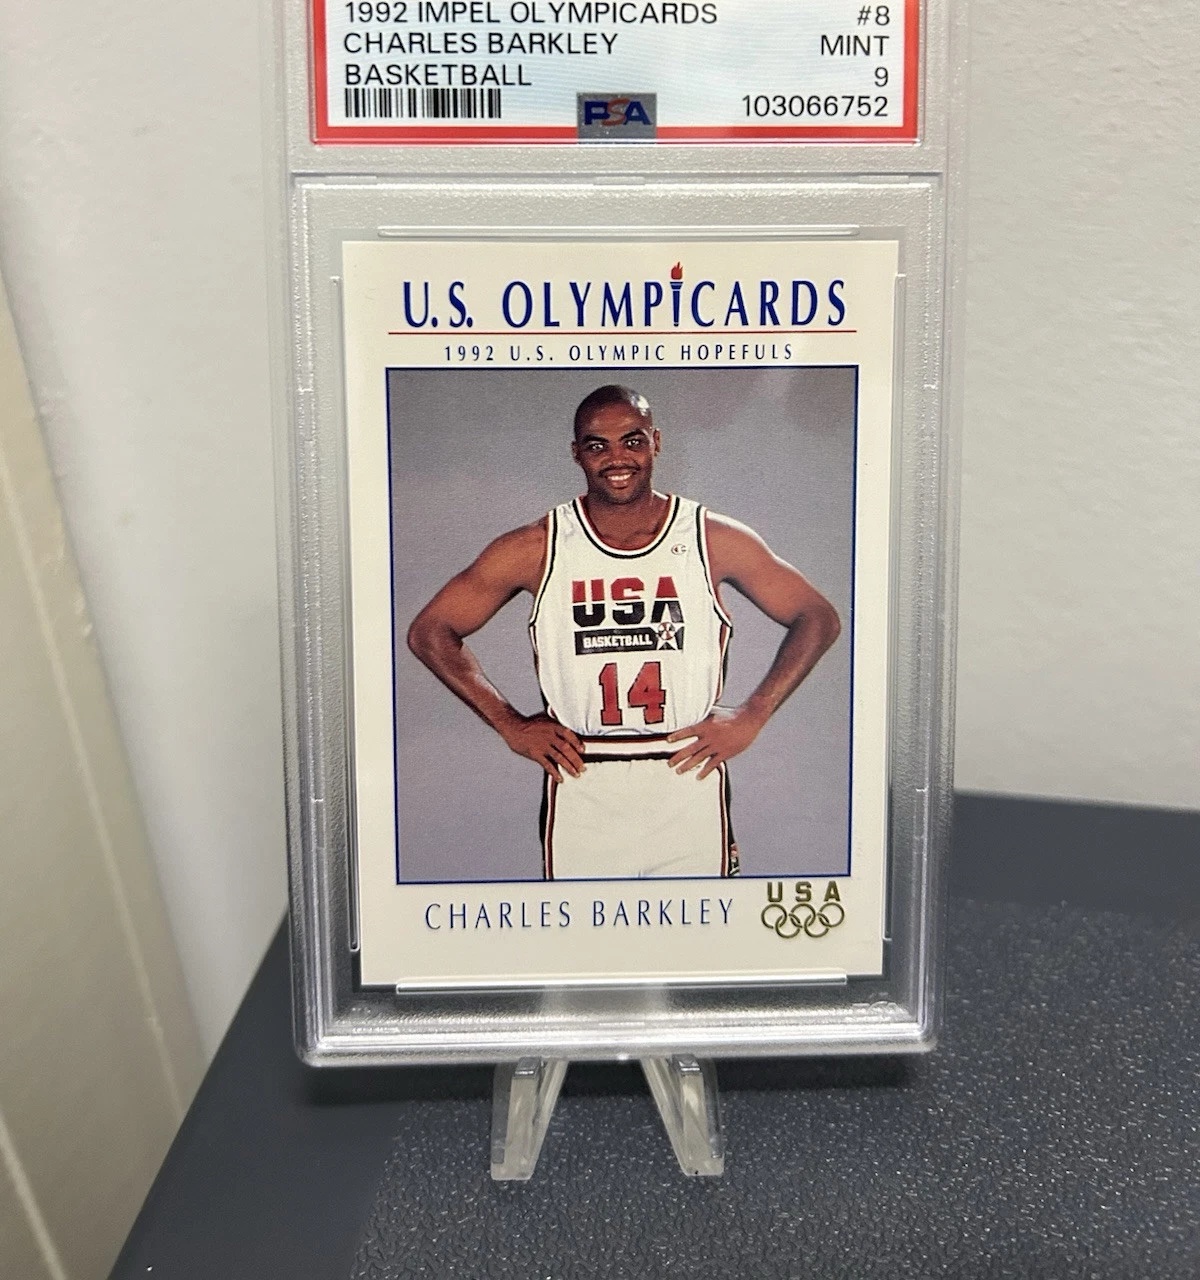 1992 IMPEL OLYMPICARDS #8
CHARLES BARKLEY MINT
BASKETBALL 9
PSA 103066752
U.S. OLYMPICARDS
1992 U.S. OLYMPIC HOPEFULS
USA
BASKETBALL
14
CHARLES BARKLEY
USA